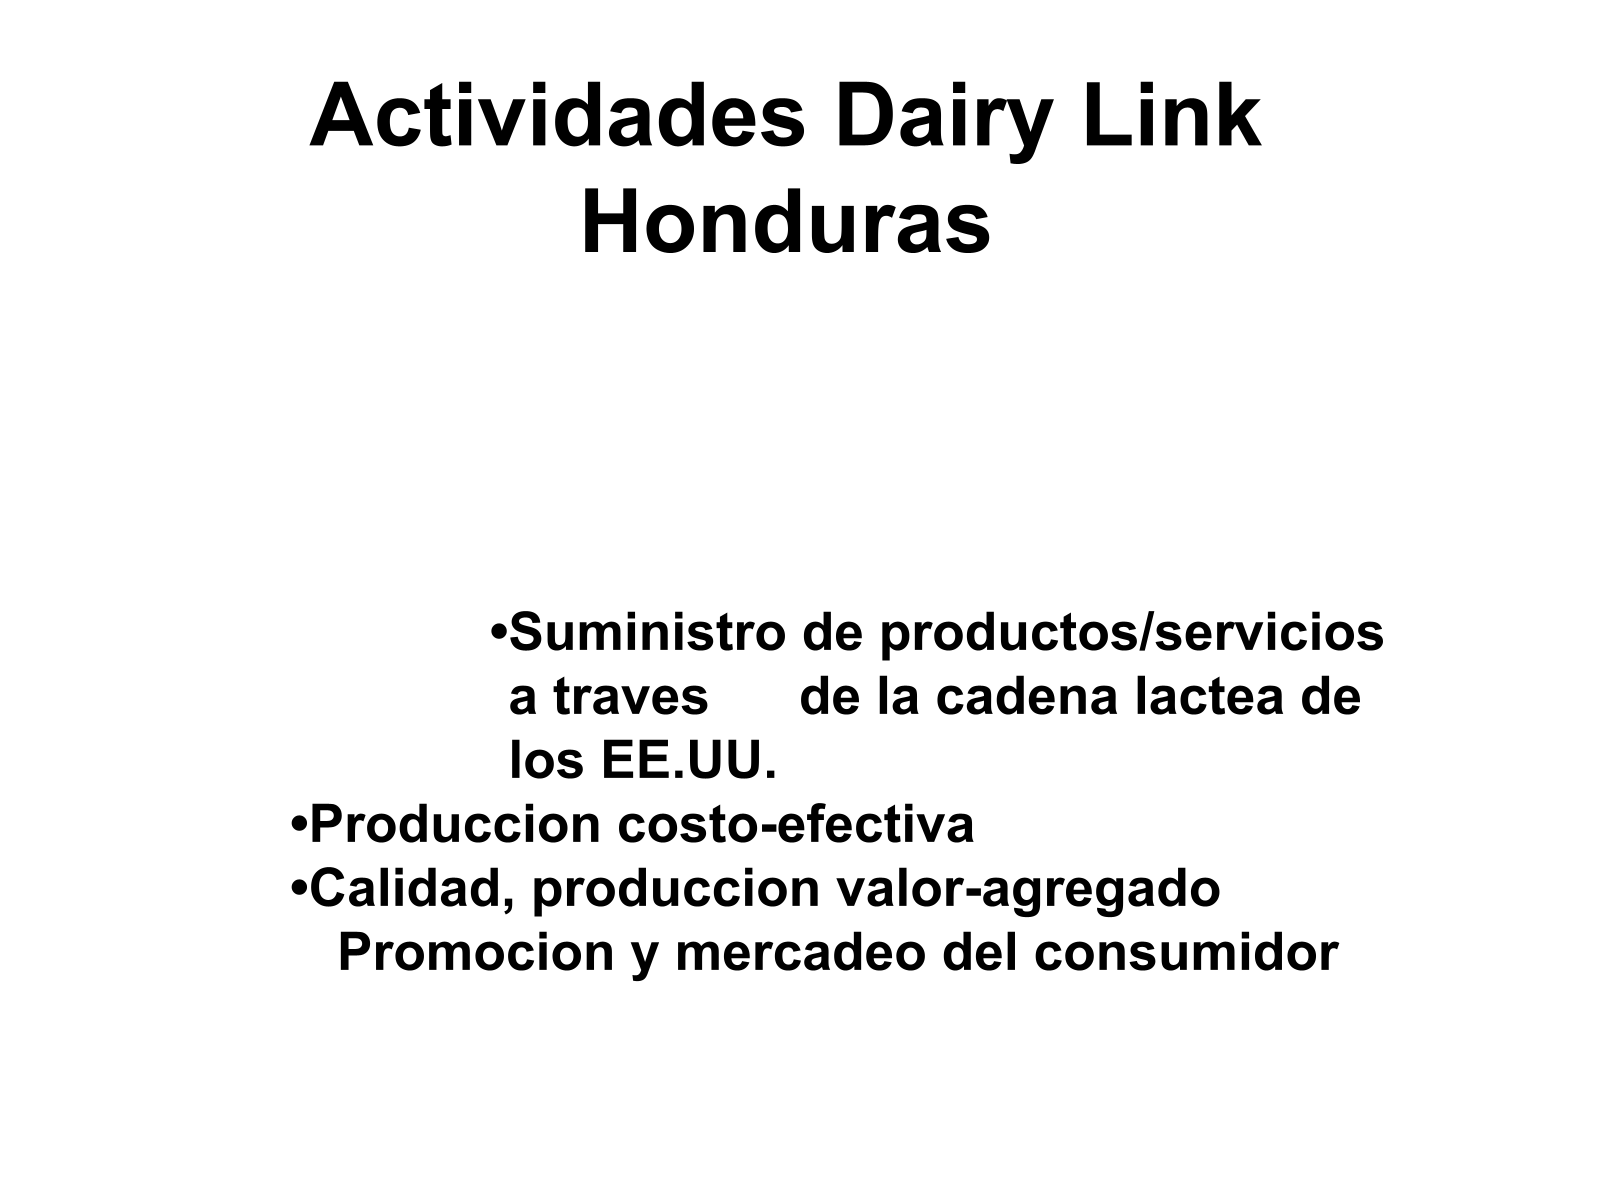 Actividades Dairy Link
Honduras
•Suministro de productos/servicios
a traves de la cadena lactea de
los EE.UU.
•Produccion costo-efectiva
•Calidad, produccion valor-agregado
Promocion y mercadeo del consumidor